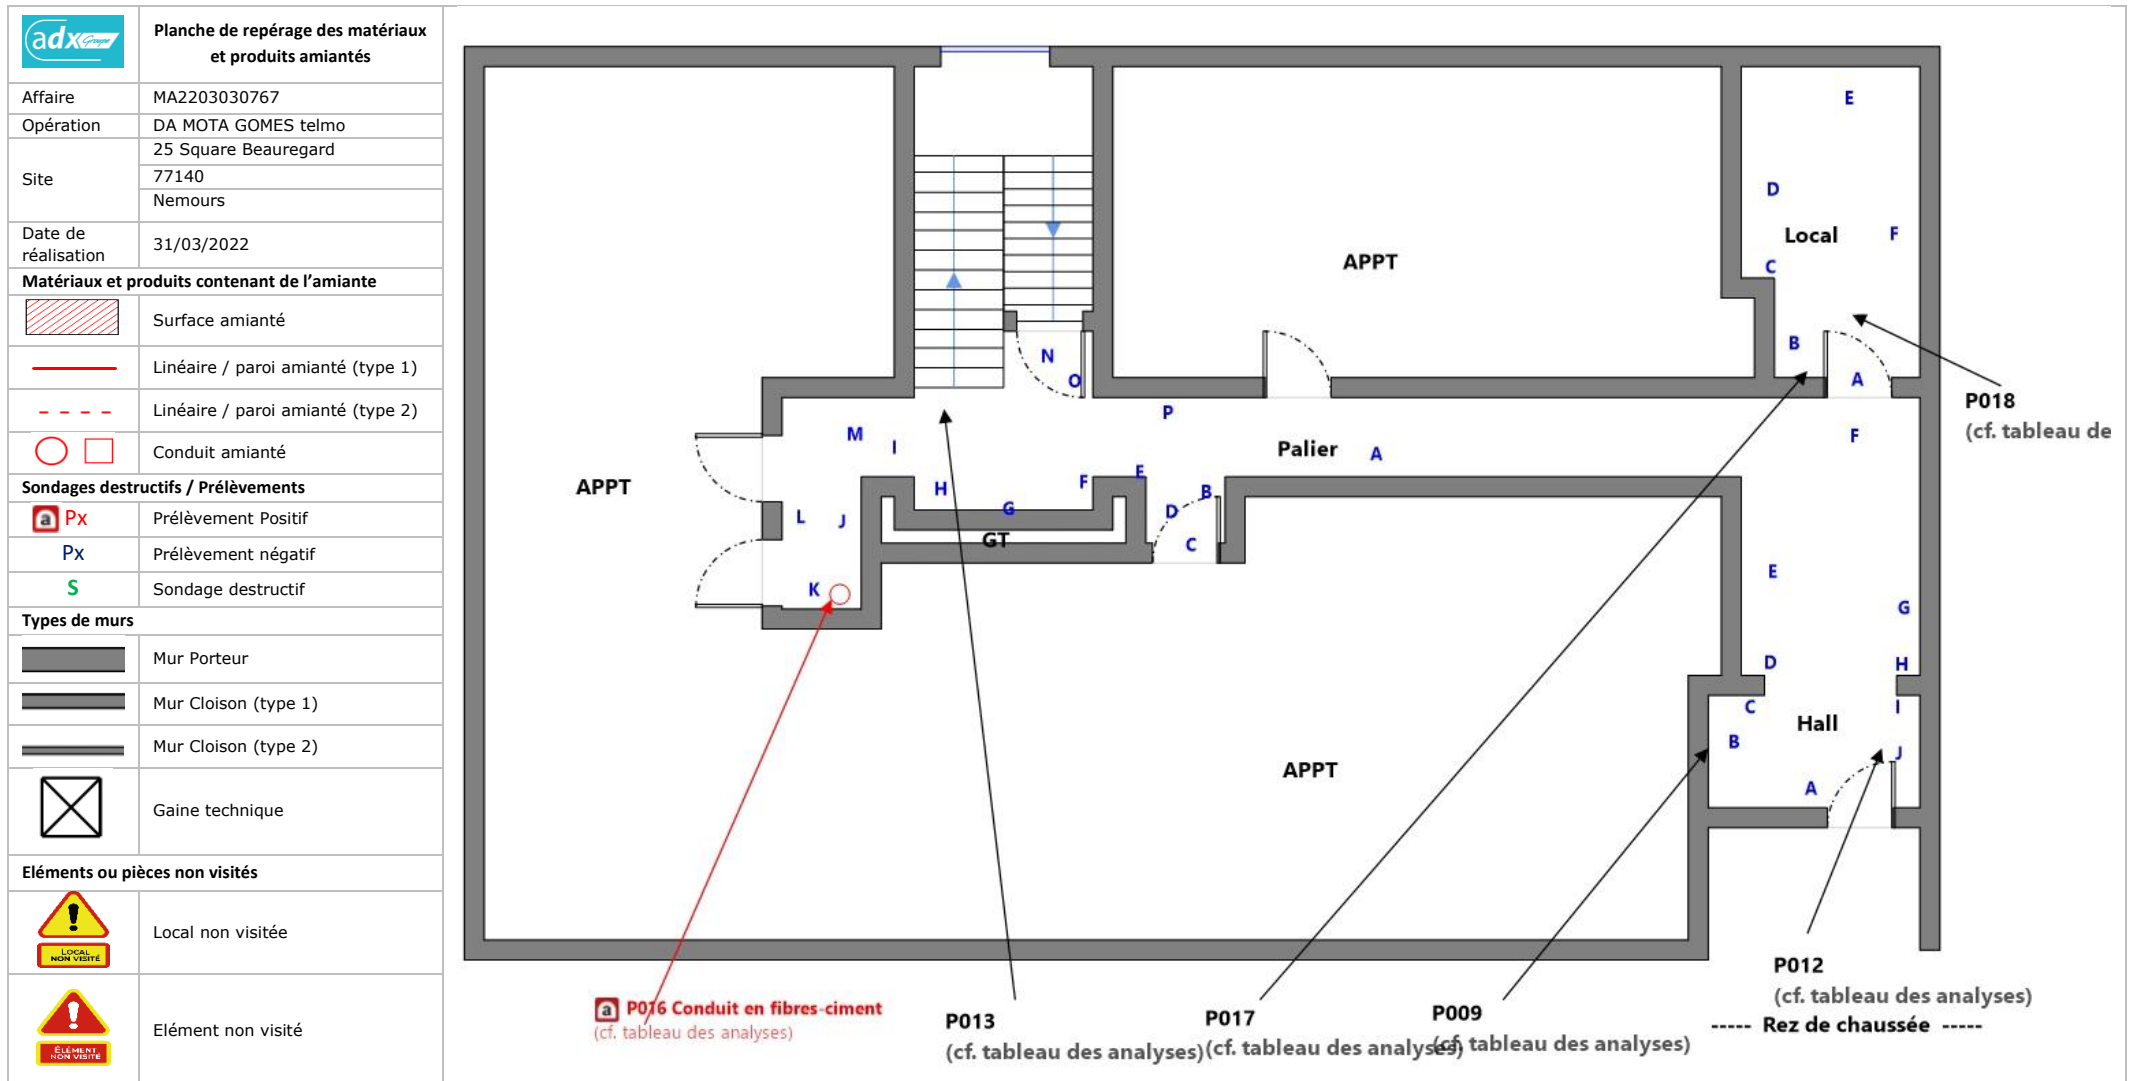 adx Groupe
Planche de repérage des matériaux
et produits amiantés
Affaire MA2203030767
Opération DA MOTA GOMES telmo
Site
25 Square Beauregard
77140
Nemours
Date de
réalisation
31/03/2022
Matériaux et produits contenant de l'amiante
Surface amianté
Linéaire / paroi amianté (type 1)
Linéaire / paroi amianté (type 2)
Conduit amianté
Sondages destructifs / Prélèvements
a Px Prélèvement Positif
Px Prélèvement négatif
S Sondage destructif
Types de murs
Mur Porteur
Mur Cloison (type 1)
Mur Cloison (type 2)
Gaine technique
Eléments ou pièces non visités
LOCAL
NON VISITÉ
Local non visitée
ÉLÉMENT
NON VISITÉ
Elément non visité
E
D
Local F
APPT
C
B
N
O A
P
P018
(cf. tableau de
M I Palier A F
APPT
H G F E D B
L J
GT C
K
E
G
D H
C I
Hall
B J
APPT
A
a P016 Conduit en fibres-ciment
(cf. tableau des analyses)
P013
(cf. tableau des analyses)
P017
(cf. tableau des analyses)
P009
(cf. tableau des analyses)
P012
(cf. tableau des analyses)
----- Rez de chaussée -----